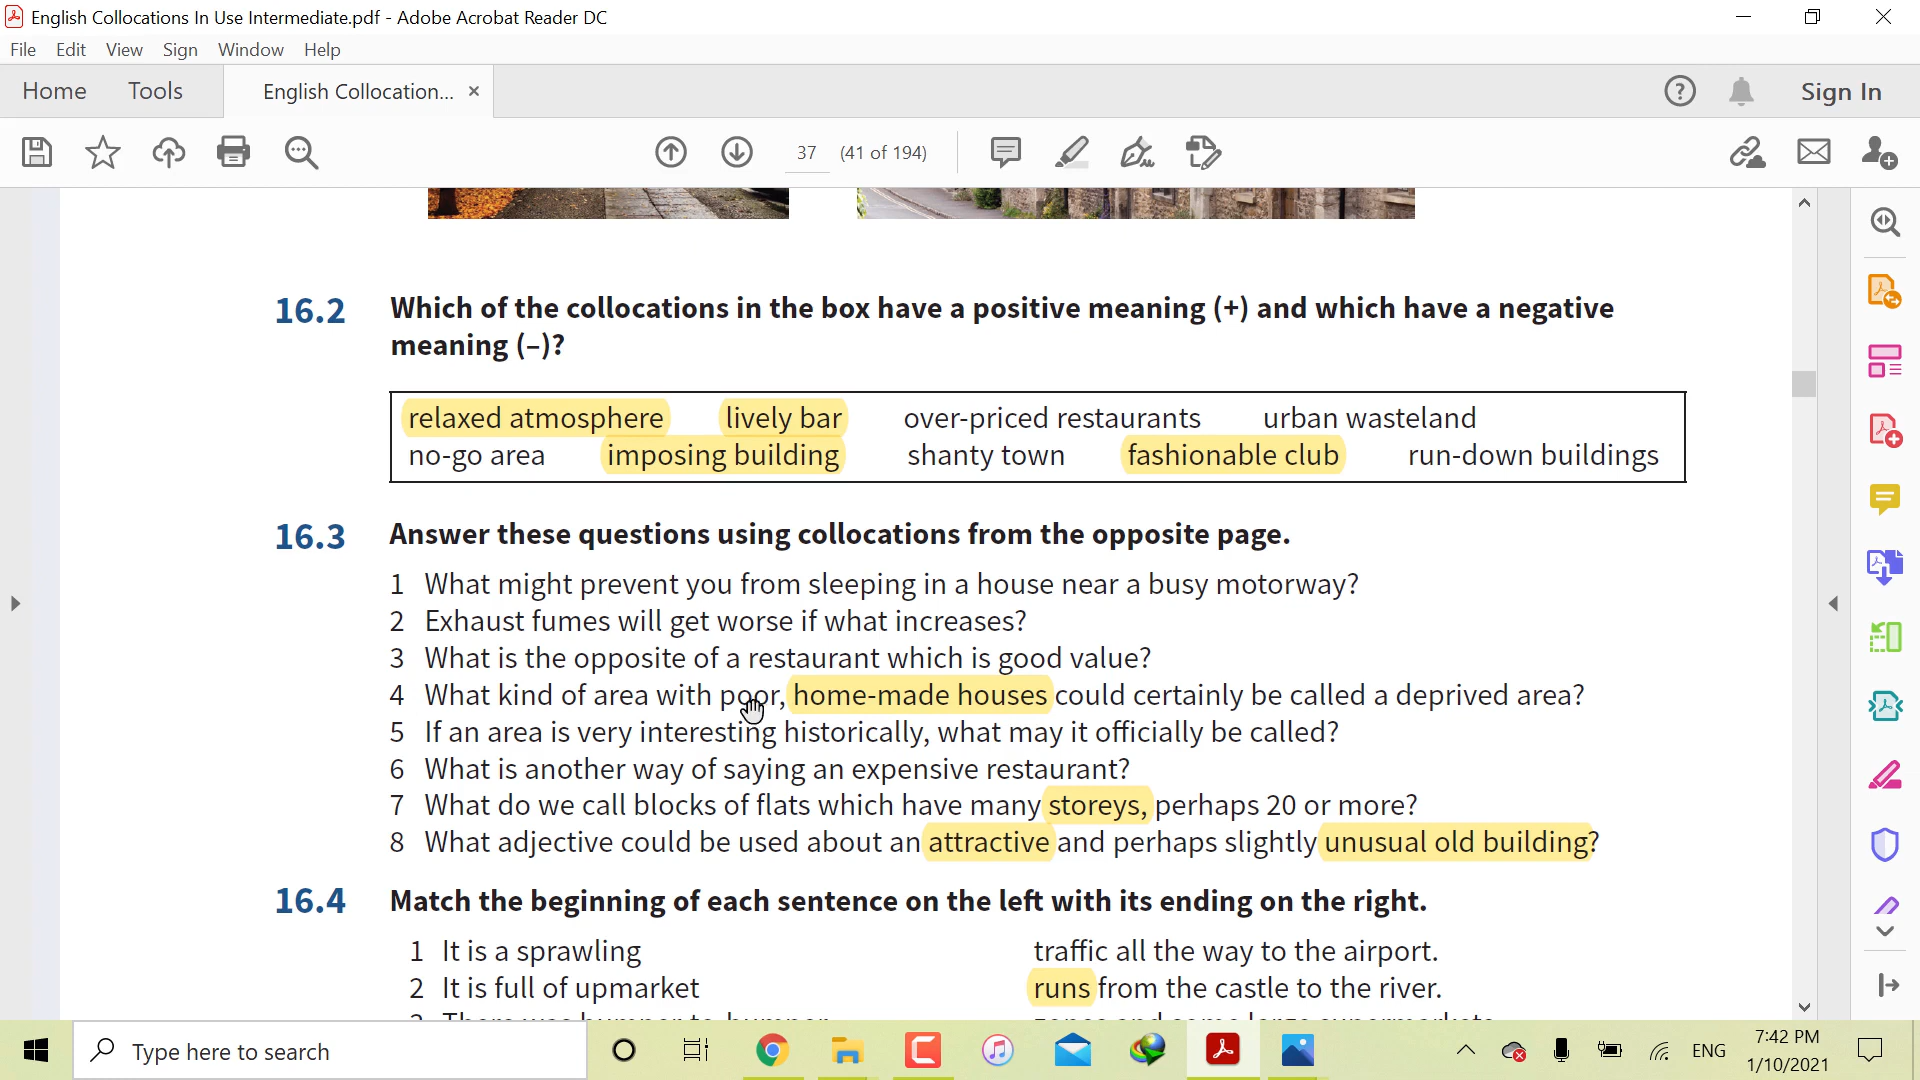 English Collocations In Use Intermediate.pdf - Adobe Acrobat Reader DC
File Edit View Sign Window Help
Home Tools English Collocation... × Sign In
37 (41 of 194)
16.2 Which of the collocations in the box have a positive meaning (+) and which have a negative
meaning (–)?
relaxed atmosphere lively bar over-priced restaurants urban wasteland
no-go area imposing building shanty town fashionable club run-down buildings
16.3 Answer these questions using collocations from the opposite page.
1 What might prevent you from sleeping in a house near a busy motorway?
2 Exhaust fumes will get worse if what increases?
3 What is the opposite of a restaurant which is good value?
4 What kind of area with poor, home-made houses could certainly be called a deprived area?
5 If an area is very interesting historically, what may it officially be called?
6 What is another way of saying an expensive restaurant?
7 What do we call blocks of flats which have many storeys, perhaps 20 or more?
8 What adjective could be used about an attractive and perhaps slightly unusual old building?
16.4 Match the beginning of each sentence on the left with its ending on the right.
1 It is a sprawling traffic all the way to the airport.
2 It is full of upmarket runs from the castle to the river.
Type here to search ENG 7:42 PM
1/10/2021